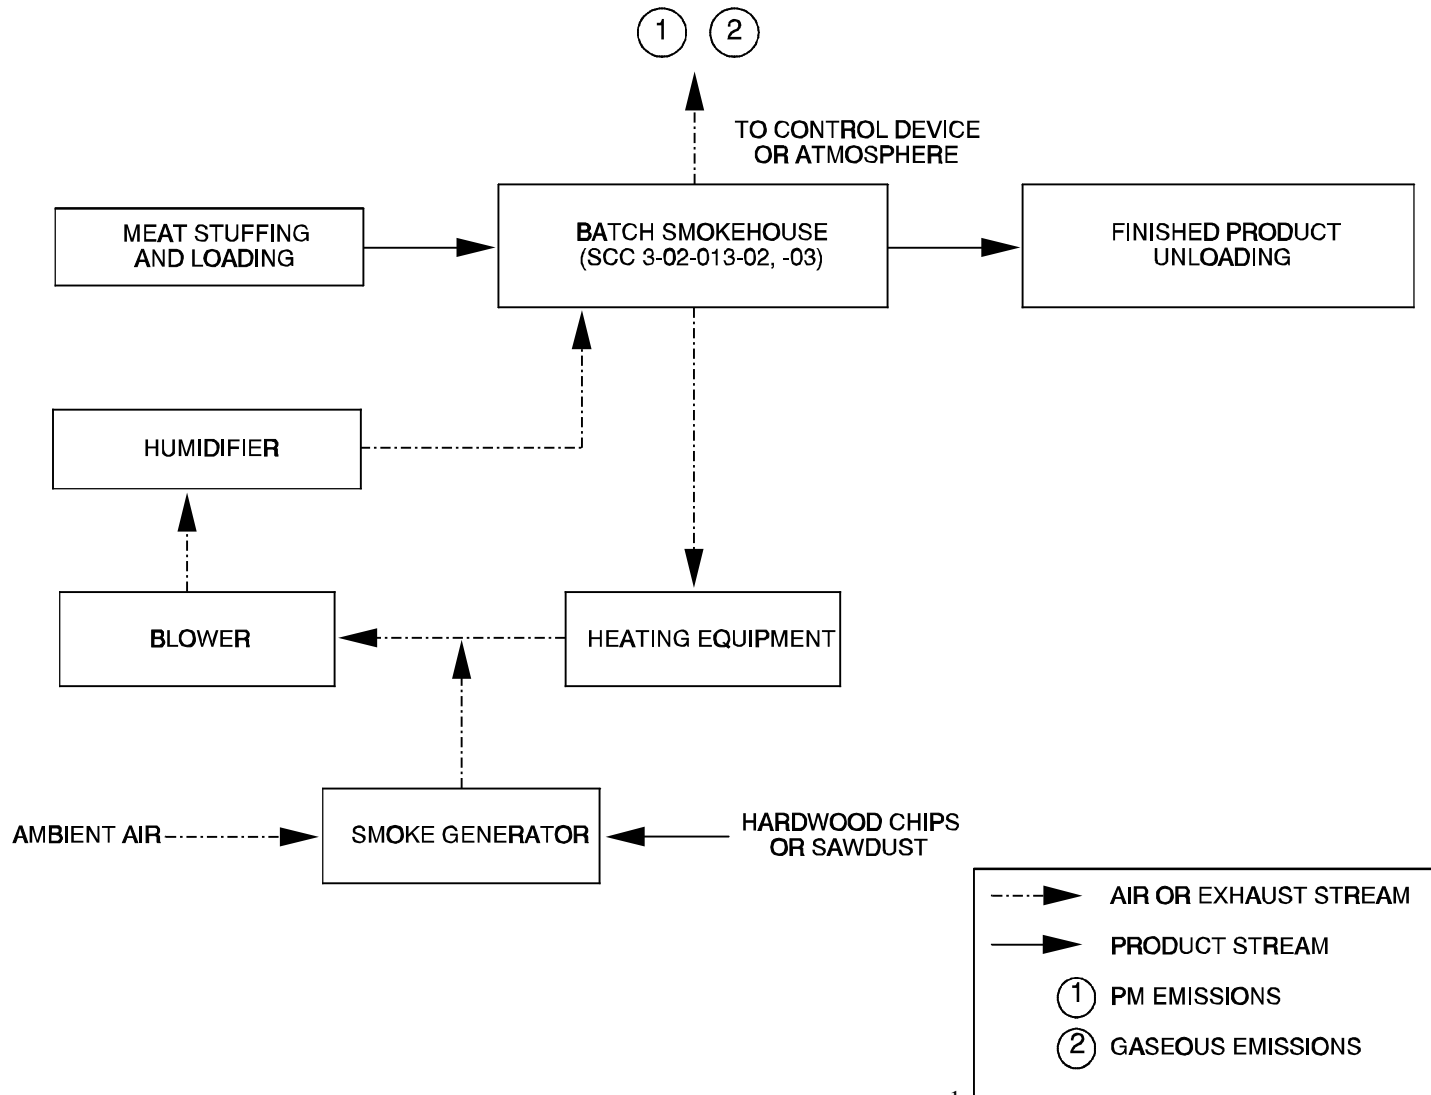 1 2
TO CONTROL DEVICE
OR ATMOSPHERE
MEAT STUFFING
AND LOADING
BATCH SMOKEHOUSE
(SCC 3-02-013-02, -03)
FINISHED PRODUCT
UNLOADING
HUMIDIFIER
BLOWER
HEATING EQUIPMENT
AMBIENT AIR
SMOKE GENERATOR
HARDWOOD CHIPS
OR SAWDUST
AIR OR EXHAUST STREAM
PRODUCT STREAM
1 PM EMISSIONS
2 GASEOUS EMISSIONS